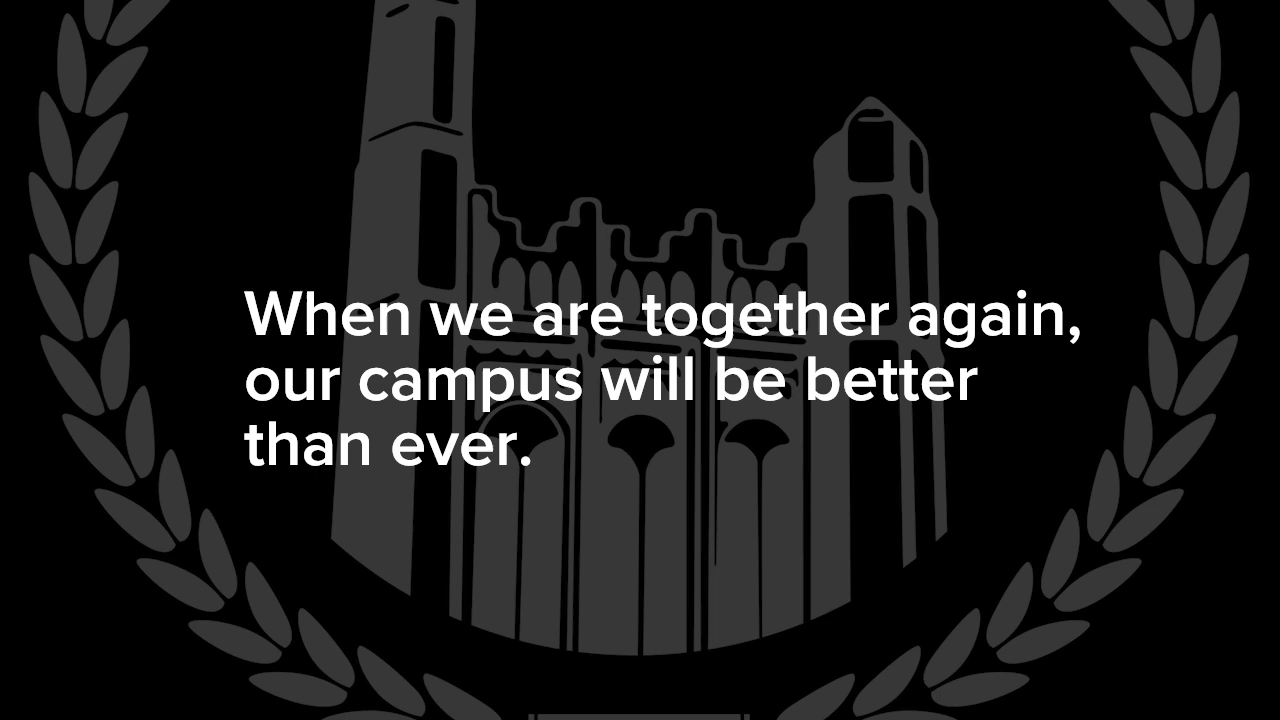 When we are together again,
our campus will be better
than ever.